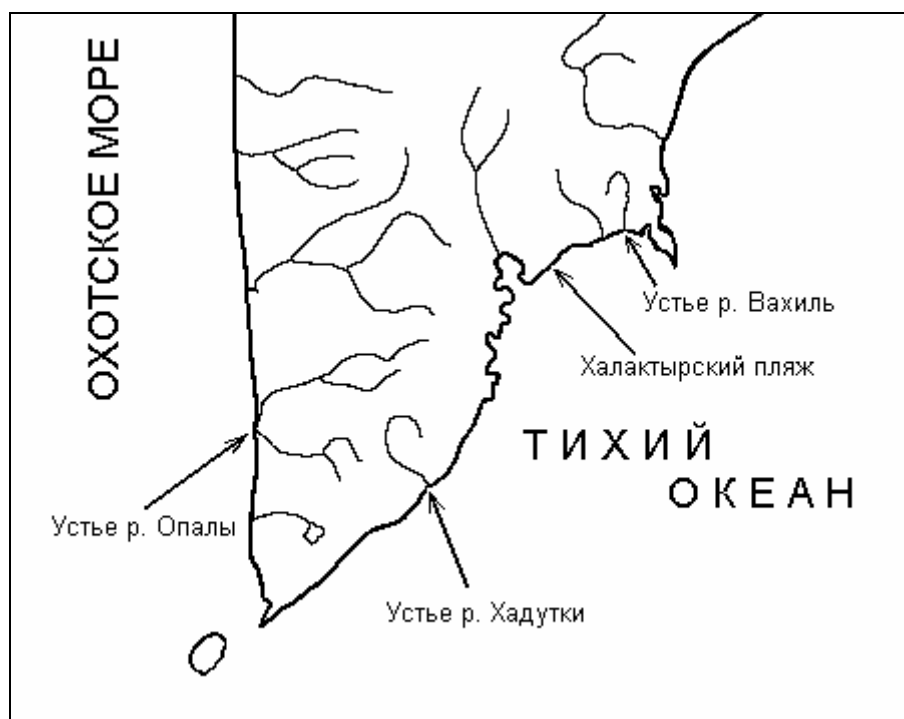 ОХОТСКОЕ МОРЕ
Устье р. Вахиль
Халактырский пляж
ТИХИЙ
ОКЕАН
Устье р. Опалы
Устье р. Хадутки